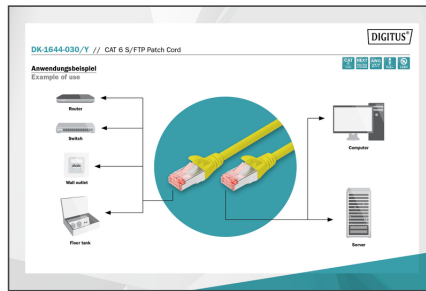 DIGITUS®
DK-1644-030/Y // CAT 6 S/FTP Patch Cord
Anwendungsbeispiel
Example of use
Router
Switch
Wall outlet
Floor tank
Computer
Server